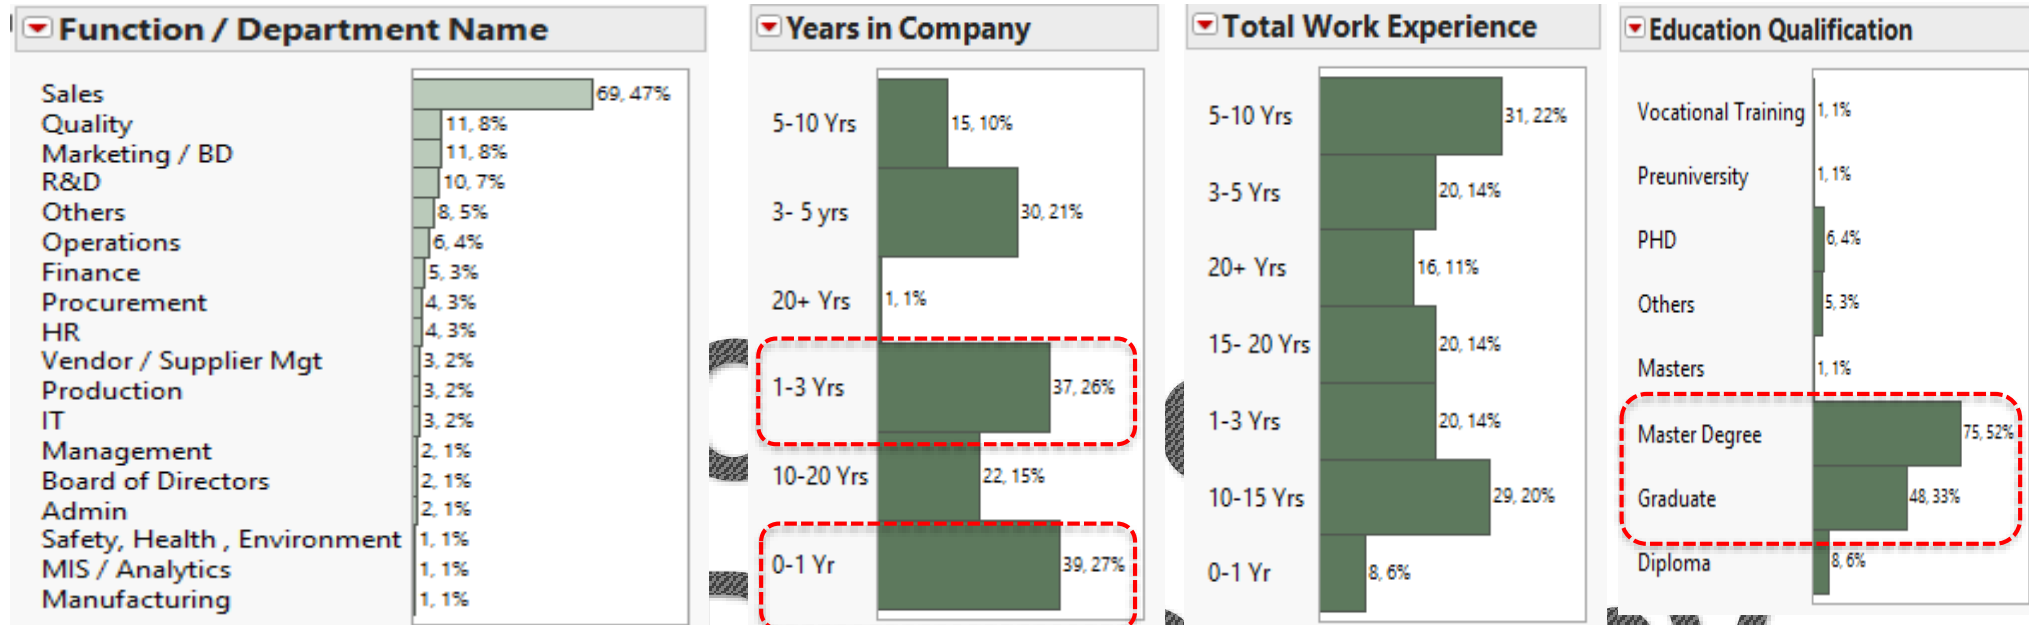 Function / Department Name
Sales 69, 47%
Quality 11, 8%
Marketing / BD 11, 8%
R&D 10, 7%
Others 8, 5%
Operations 6, 4%
Finance 5, 3%
Procurement 4, 3%
HR 4, 3%
Vendor / Supplier Mgt 3, 2%
Production 3, 2%
IT 3, 2%
Management 2, 1%
Board of Directors 2, 1%
Admin 2, 1%
Safety, Health , Environment 1, 1%
MIS / Analytics 1, 1%
Manufacturing 1, 1%
Years in Company
5-10 Yrs 15, 10%
3- 5 yrs 30, 21%
20+ Yrs 1, 1%
1-3 Yrs 37, 26%
10-20 Yrs 22, 15%
0-1 Yr 39, 27%
Total Work Experience
5-10 Yrs 31, 22%
3-5 Yrs 20, 14%
20+ Yrs 16, 11%
15- 20 Yrs 20, 14%
1-3 Yrs 20, 14%
10-15 Yrs 29, 20%
0-1 Yr 8, 6%
Education Qualification
Vocational Training 1, 1%
Preuniversity 1, 1%
PHD 6, 4%
Others 5, 3%
Masters 1, 1%
Master Degree 75, 52%
Graduate 48, 33%
Diploma 8, 6%